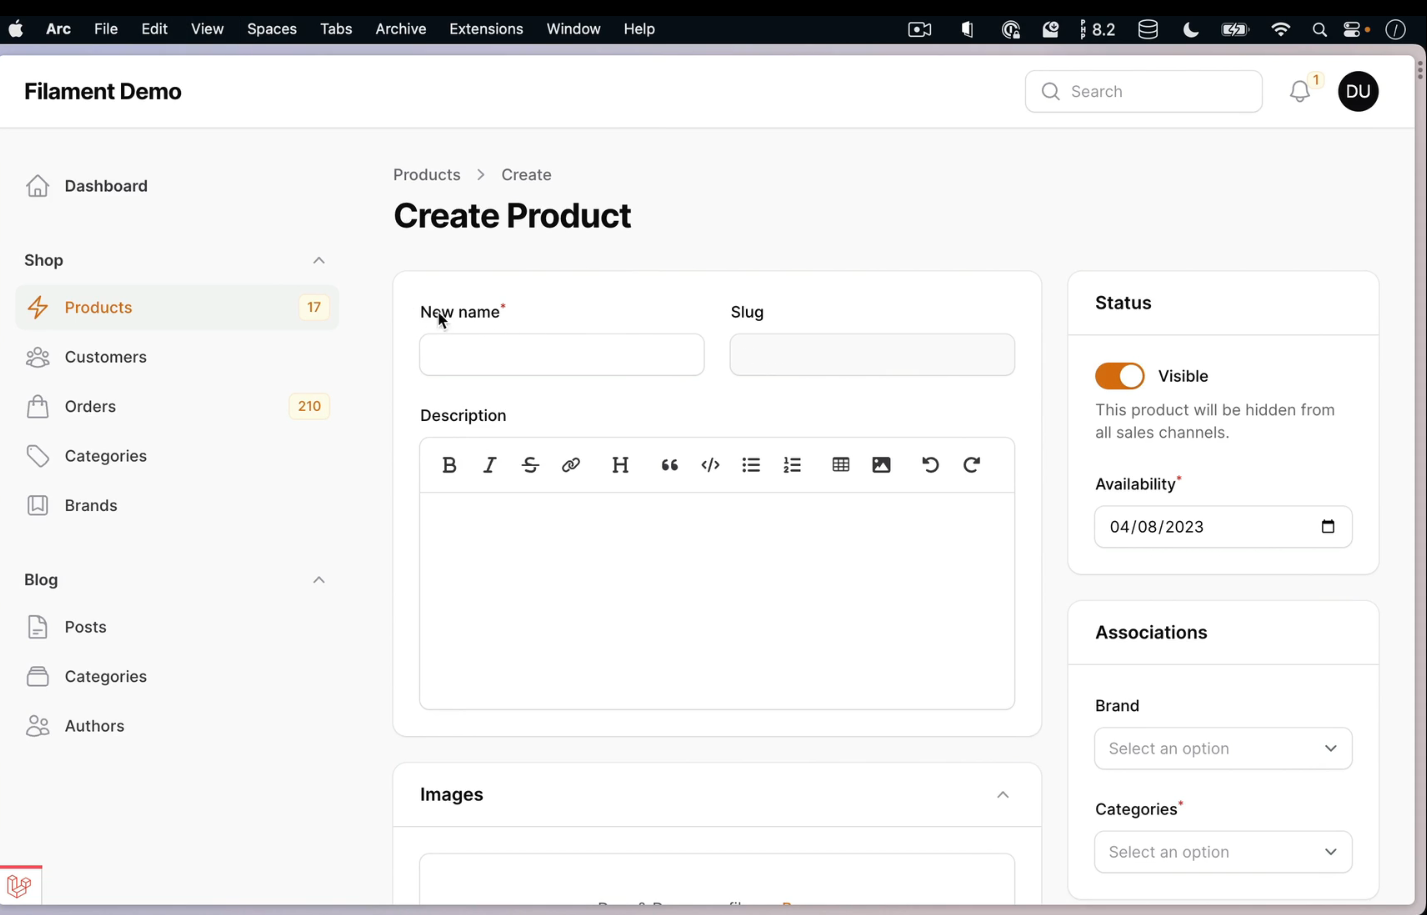 Arc File Edit View Spaces Tabs Archive Extensions Window Help PHP 8.2
Filament Demo
Search
1
DU
Dashboard
Shop
Products 17
Customers
Orders 210
Categories
Brands
Blog
Posts
Categories
Authors
Products > Create
Create Product
New name*
Slug
Description
B I S H
Images
Status
Visible
This product will be hidden from
all sales channels.
Availability*
04/08/2023
Associations
Brand
Select an option
Categories*
Select an option